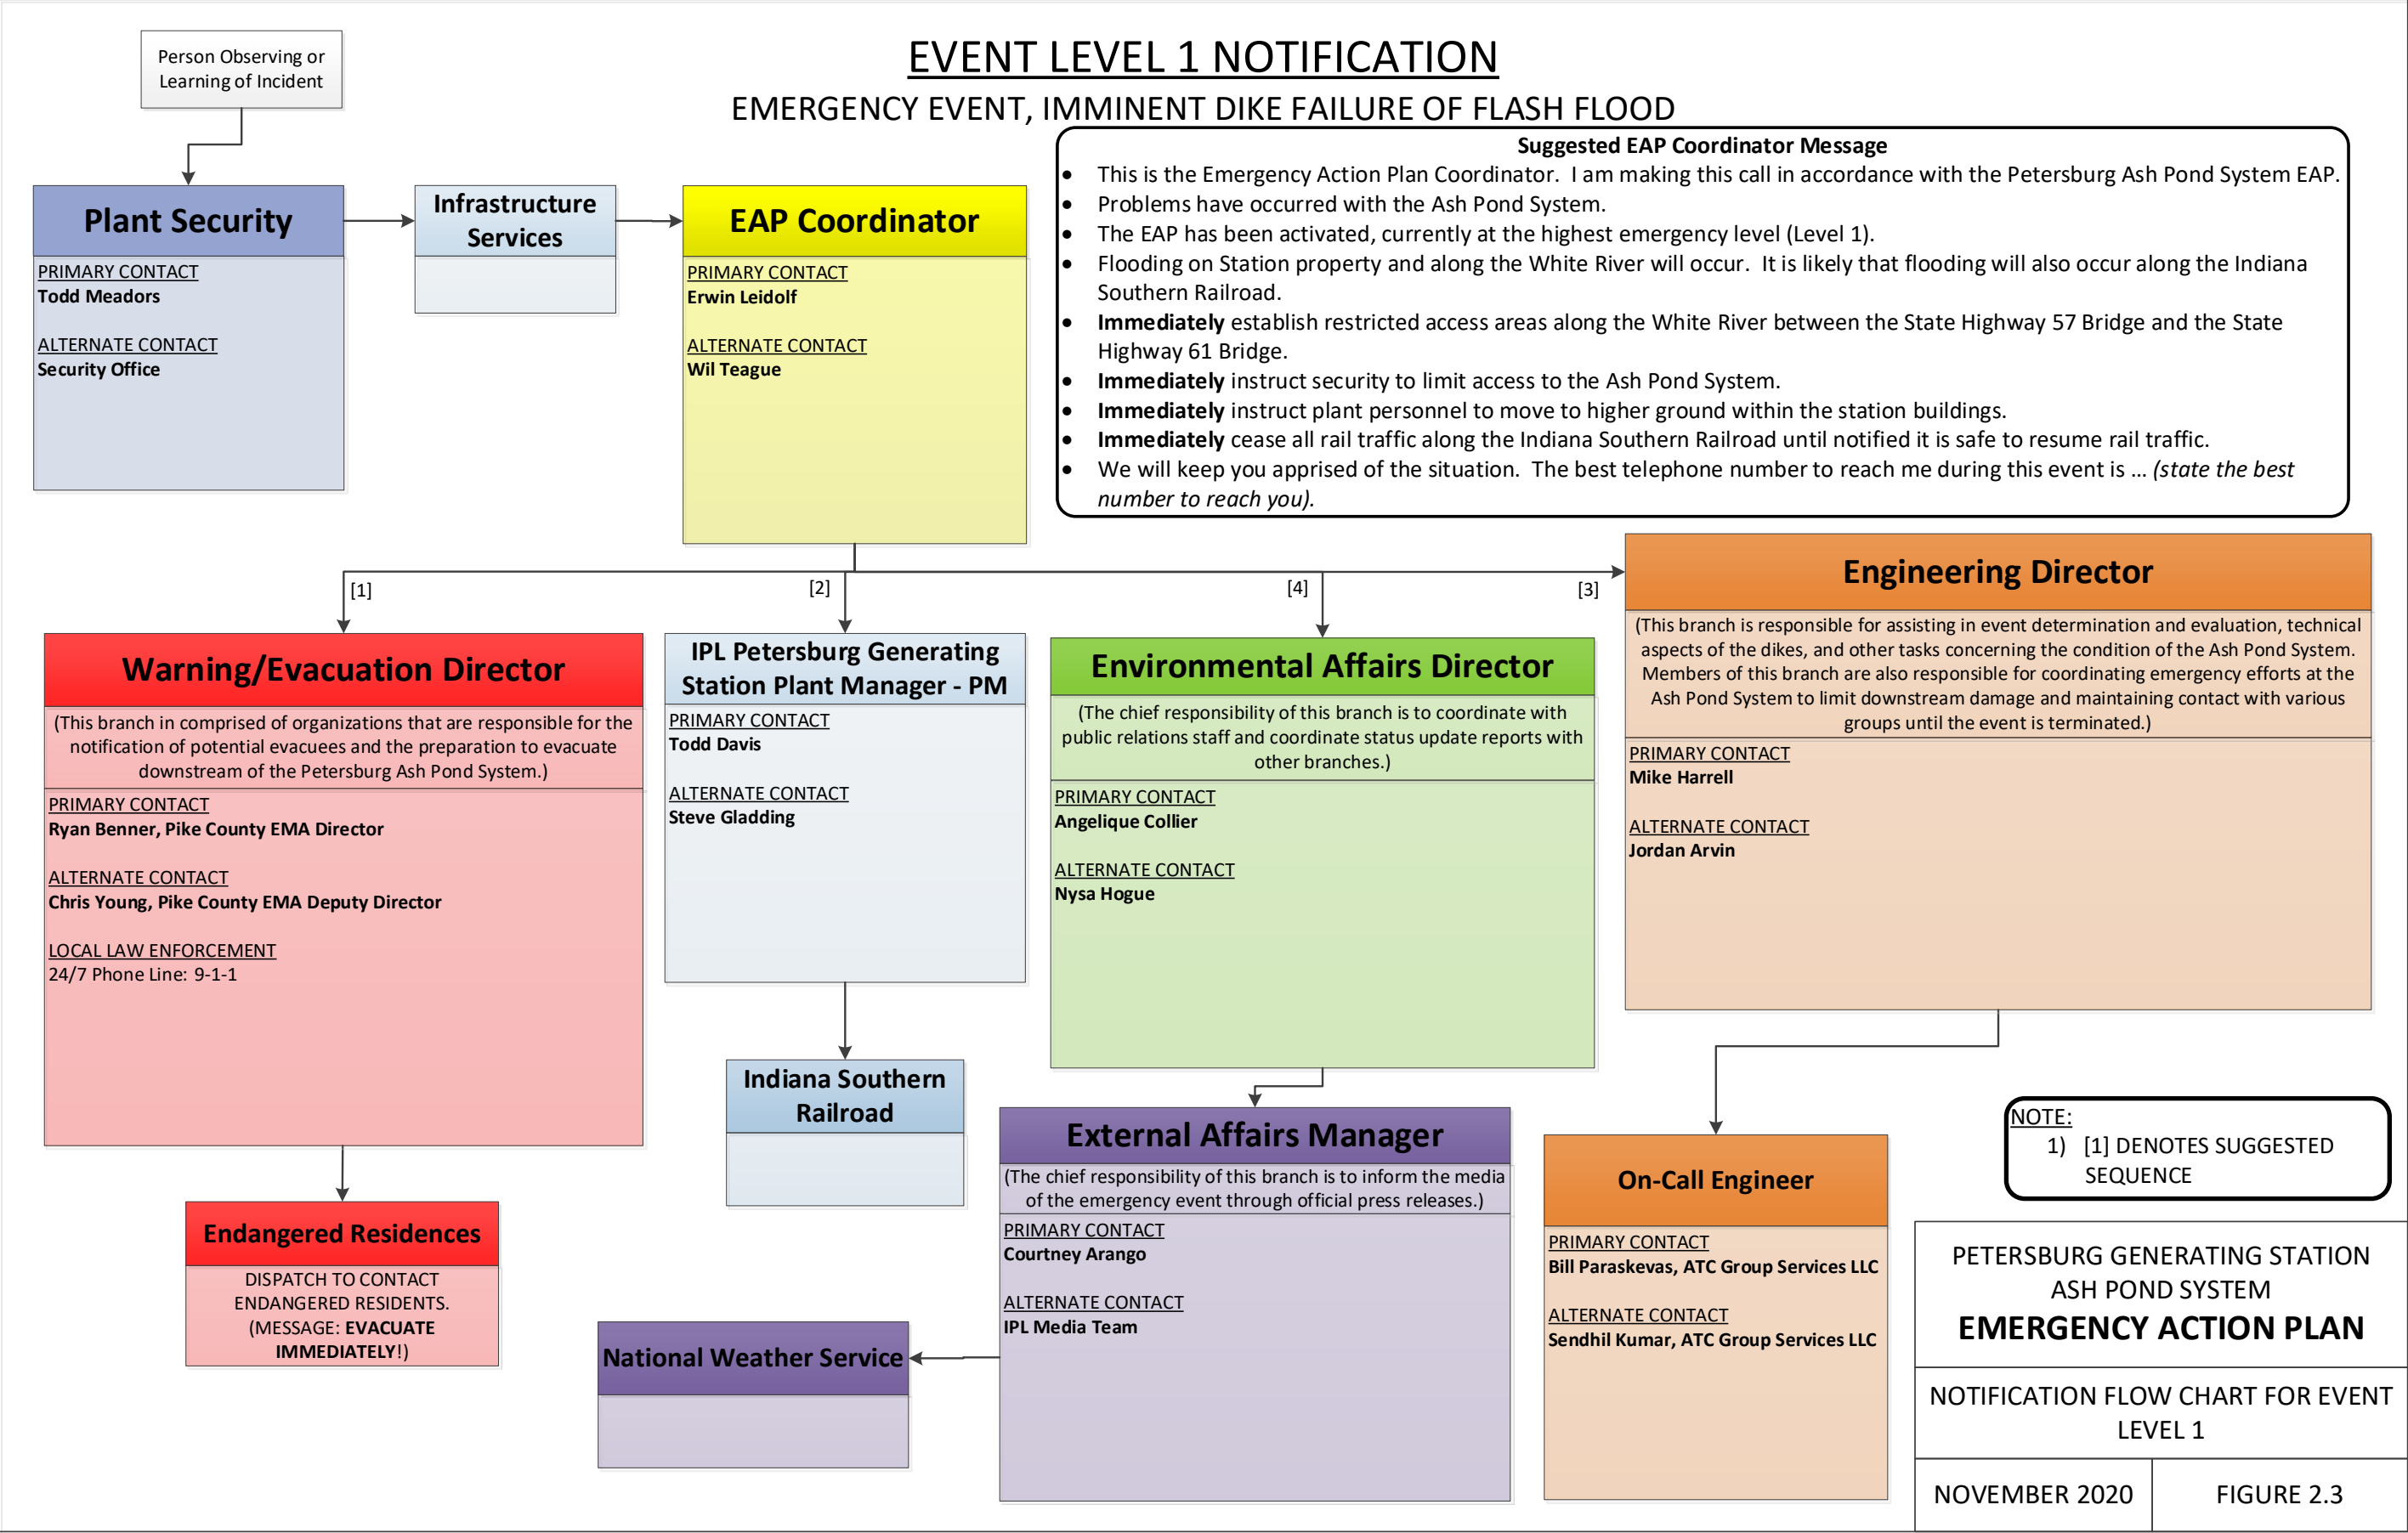 Person Observing or
Learning of Incident
EVENT LEVEL 1 NOTIFICATION
EMERGENCY EVENT, IMMINENT DIKE FAILURE OF FLASH FLOOD
Plant Security
PRIMARY CONTACT
Todd Meadors
ALTERNATE CONTACT
Security Office
Infrastructure
Services
EAP Coordinator
PRIMARY CONTACT
Erwin Leidolf
ALTERNATE CONTACT
Wil Teague
Suggested EAP Coordinator Message
• This is the Emergency Action Plan Coordinator. I am making this call in accordance with the Petersburg Ash Pond System EAP.
• Problems have occurred with the Ash Pond System.
• The EAP has been activated, currently at the highest emergency level (Level 1).
• Flooding on Station property and along the White River will occur. It is likely that flooding will also occur along the Indiana
Southern Railroad.
• Immediately establish restricted access areas along the White River between the State Highway 57 Bridge and the State
Highway 61 Bridge.
• Immediately instruct security to limit access to the Ash Pond System.
• Immediately instruct plant personnel to move to higher ground within the station buildings.
• Immediately cease all rail traffic along the Indiana Southern Railroad until notified it is safe to resume rail traffic.
• We will keep you apprised of the situation. The best telephone number to reach me during this event is … (state the best
number to reach you).
[1]
[2]
[4]
[3]
Warning/Evacuation Director
(This branch in comprised of organizations that are responsible for the
notification of potential evacuees and the preparation to evacuate
downstream of the Petersburg Ash Pond System.)
PRIMARY CONTACT
Ryan Benner, Pike County EMA Director
ALTERNATE CONTACT
Chris Young, Pike County EMA Deputy Director
LOCAL LAW ENFORCEMENT
24/7 Phone Line: 9-1-1
IPL Petersburg Generating
Station Plant Manager - PM
PRIMARY CONTACT
Todd Davis
ALTERNATE CONTACT
Steve Gladding
Environmental Affairs Director
(The chief responsibility of this branch is to coordinate with
public relations staff and coordinate status update reports with
other branches.)
PRIMARY CONTACT
Angelique Collier
ALTERNATE CONTACT
Nysa Hogue
Engineering Director
(This branch is responsible for assisting in event determination and evaluation, technical
aspects of the dikes, and other tasks concerning the condition of the Ash Pond System.
Members of this branch are also responsible for coordinating emergency efforts at the
Ash Pond System to limit downstream damage and maintaining contact with various
groups until the event is terminated.)
PRIMARY CONTACT
Mike Harrell
ALTERNATE CONTACT
Jordan Arvin
Endangered Residences
DISPATCH TO CONTACT
ENDANGERED RESIDENTS.
(MESSAGE: EVACUATE
IMMEDIATELY!)
Indiana Southern
Railroad
External Affairs Manager
(The chief responsibility of this branch is to inform the media
of the emergency event through official press releases.)
PRIMARY CONTACT
Courtney Arango
ALTERNATE CONTACT
IPL Media Team
National Weather Service
On-Call Engineer
PRIMARY CONTACT
Bill Paraskevas, ATC Group Services LLC
ALTERNATE CONTACT
Sendhil Kumar, ATC Group Services LLC
NOTE:
1) [1] DENOTES SUGGESTED
SEQUENCE
PETERSBURG GENERATING STATION
ASH POND SYSTEM
EMERGENCY ACTION PLAN
NOTIFICATION FLOW CHART FOR EVENT
LEVEL 1
NOVEMBER 2020
FIGURE 2.3